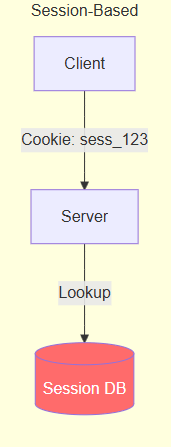 Session-Based
Client
Cookie: sess_123
Server
Lookup
Session DB